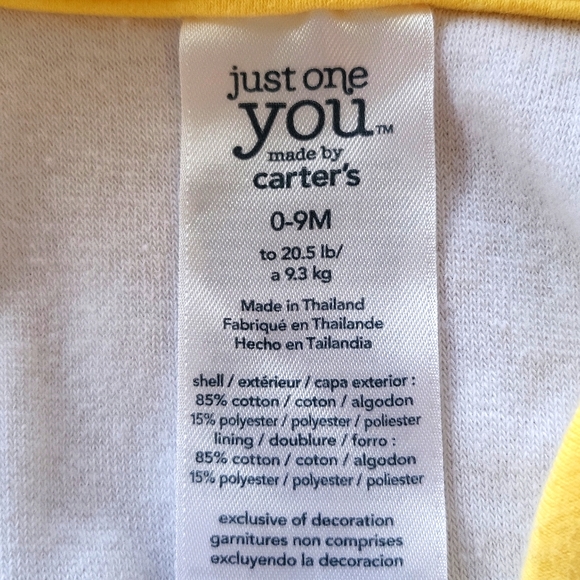 just one
you™
made by
carter's
0-9M
to 20.5 lb/
a 9.3 kg
Made in Thailand
Fabriqué en Thaïlande
Hecho en Tailandia
shell / extérieur / capa exterior :
85% cotton / coton / algodon
15% polyester / polyester / poliester
lining / doublure / forro :
85% cotton / coton / algodon
15% polyester / polyester / poliester
exclusive of decoration
garnitures non comprises
excluyendo la decoracion